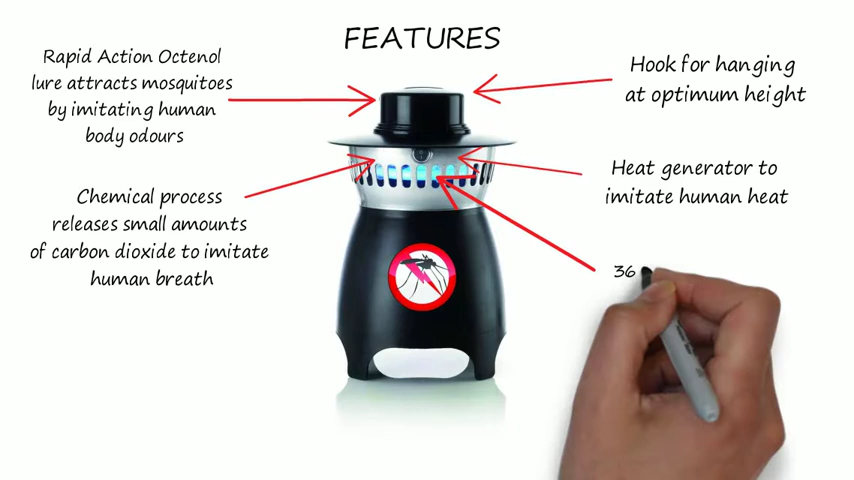 FEATURES
Rapid Action Octenol
lure attracts mosquitoes
by imitating human
body odours
Hook for hanging
at optimum height
Chemical process
releases small amounts
of carbon dioxide to imitate
human breath
Heat generator to
imitate human heat
36